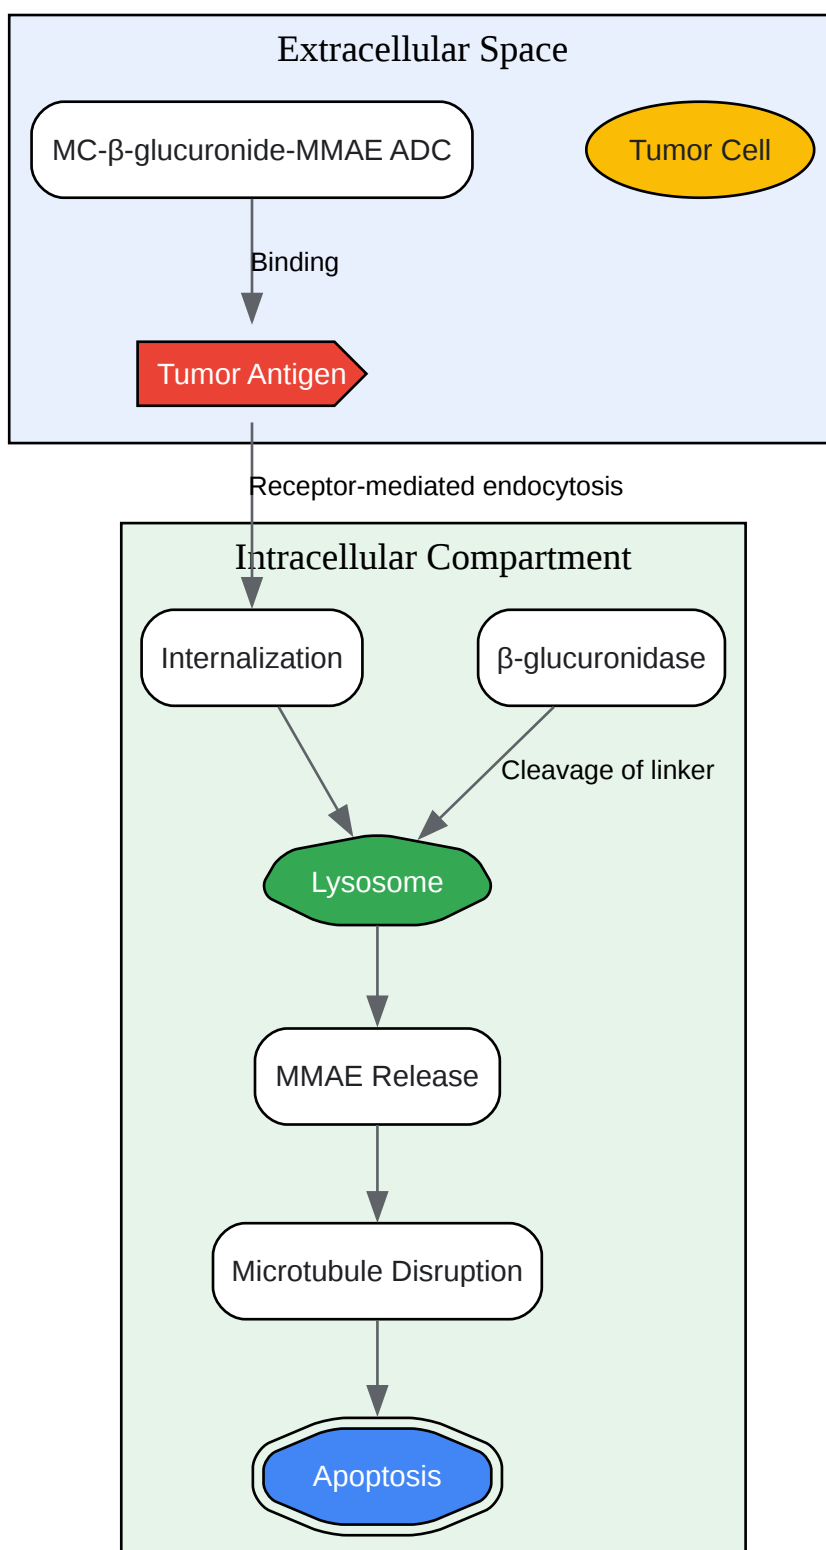 Extracellular Space
MC-β-glucuronide-MMAE ADC
Tumor Cell
Binding
Tumor Antigen
Receptor-mediated endocytosis
Intracellular Compartment
Internalization
β-glucuronidase
Cleavage of linker
Lysosome
MMAE Release
Microtubule Disruption
Apoptosis